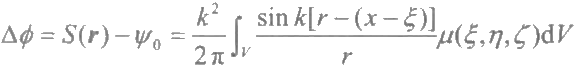 Δϕ = S(r) − ψ₀ = k²/2π ∫_V sin k[r − (x − ξ)]/r μ(ξ, η, ζ)dV